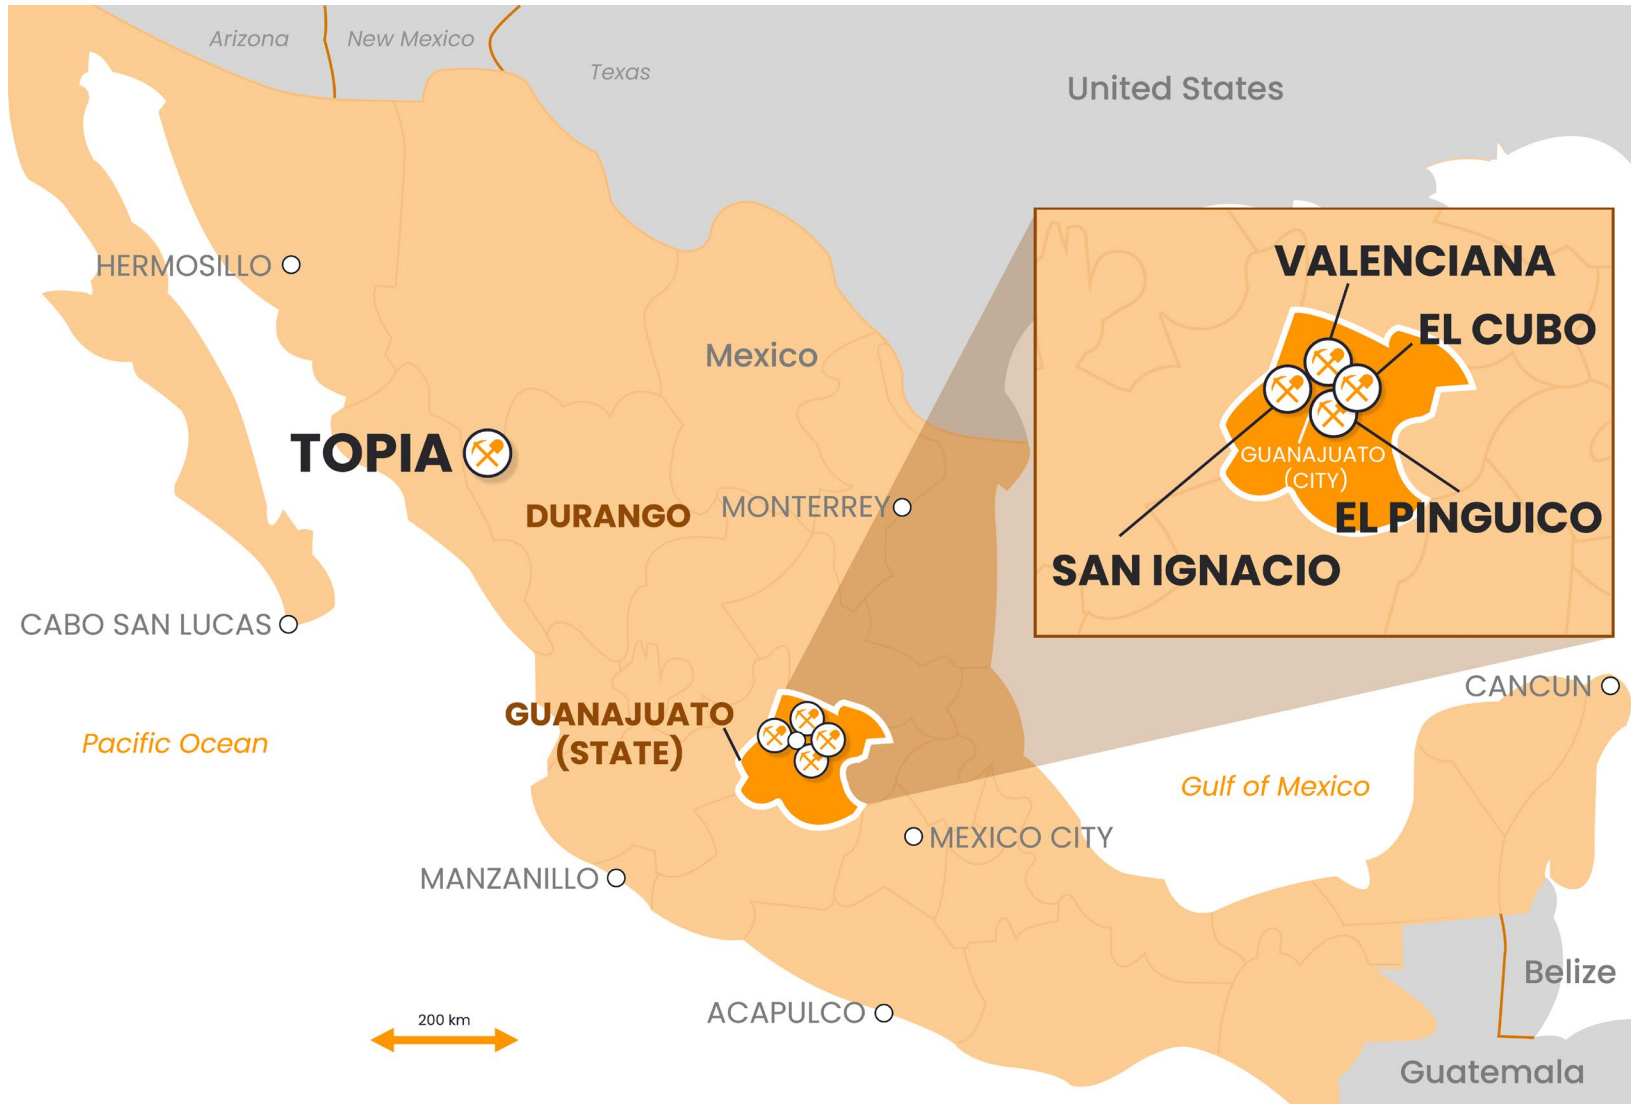 Arizona
New Mexico
Texas
United States
VALENCIANA
EL CUBO
HERMOSILLO
Mexico
TOPIA
GUANAJUATO
(CITY)
DURANGO
MONTERREY
EL PINGUICO
SAN IGNACIO
CABO SAN LUCAS
CANCUN
GUANAJUATO
(STATE)
Pacific Ocean
Gulf of Mexico
MEXICO CITY
MANZANILLO
Belize
ACAPULCO
200 km
Guatemala